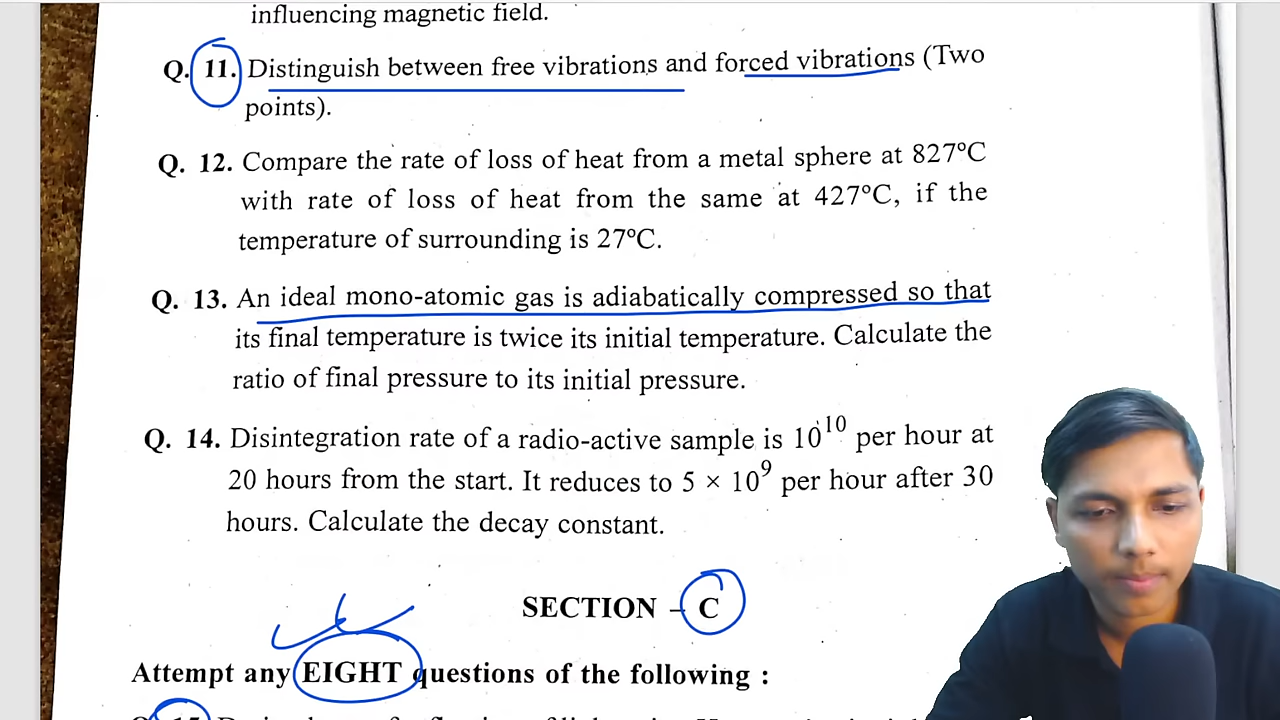 influencing magnetic field.
Q. 11. Distinguish between free vibrations and forced vibrations (Two
points).
Q. 12. Compare the rate of loss of heat from a metal sphere at 827°C
with rate of loss of heat from the same at 427°C, if the
temperature of surrounding is 27°C.
Q. 13. An ideal mono-atomic gas is adiabatically compressed so that
its final temperature is twice its initial temperature. Calculate the
ratio of final pressure to its initial pressure.
Q. 14. Disintegration rate of a radio-active sample is 10¹⁰ per hour at
20 hours from the start. It reduces to 5 × 10⁹ per hour after 30
hours. Calculate the decay constant.
SECTION – C
Attempt any EIGHT questions of the following :